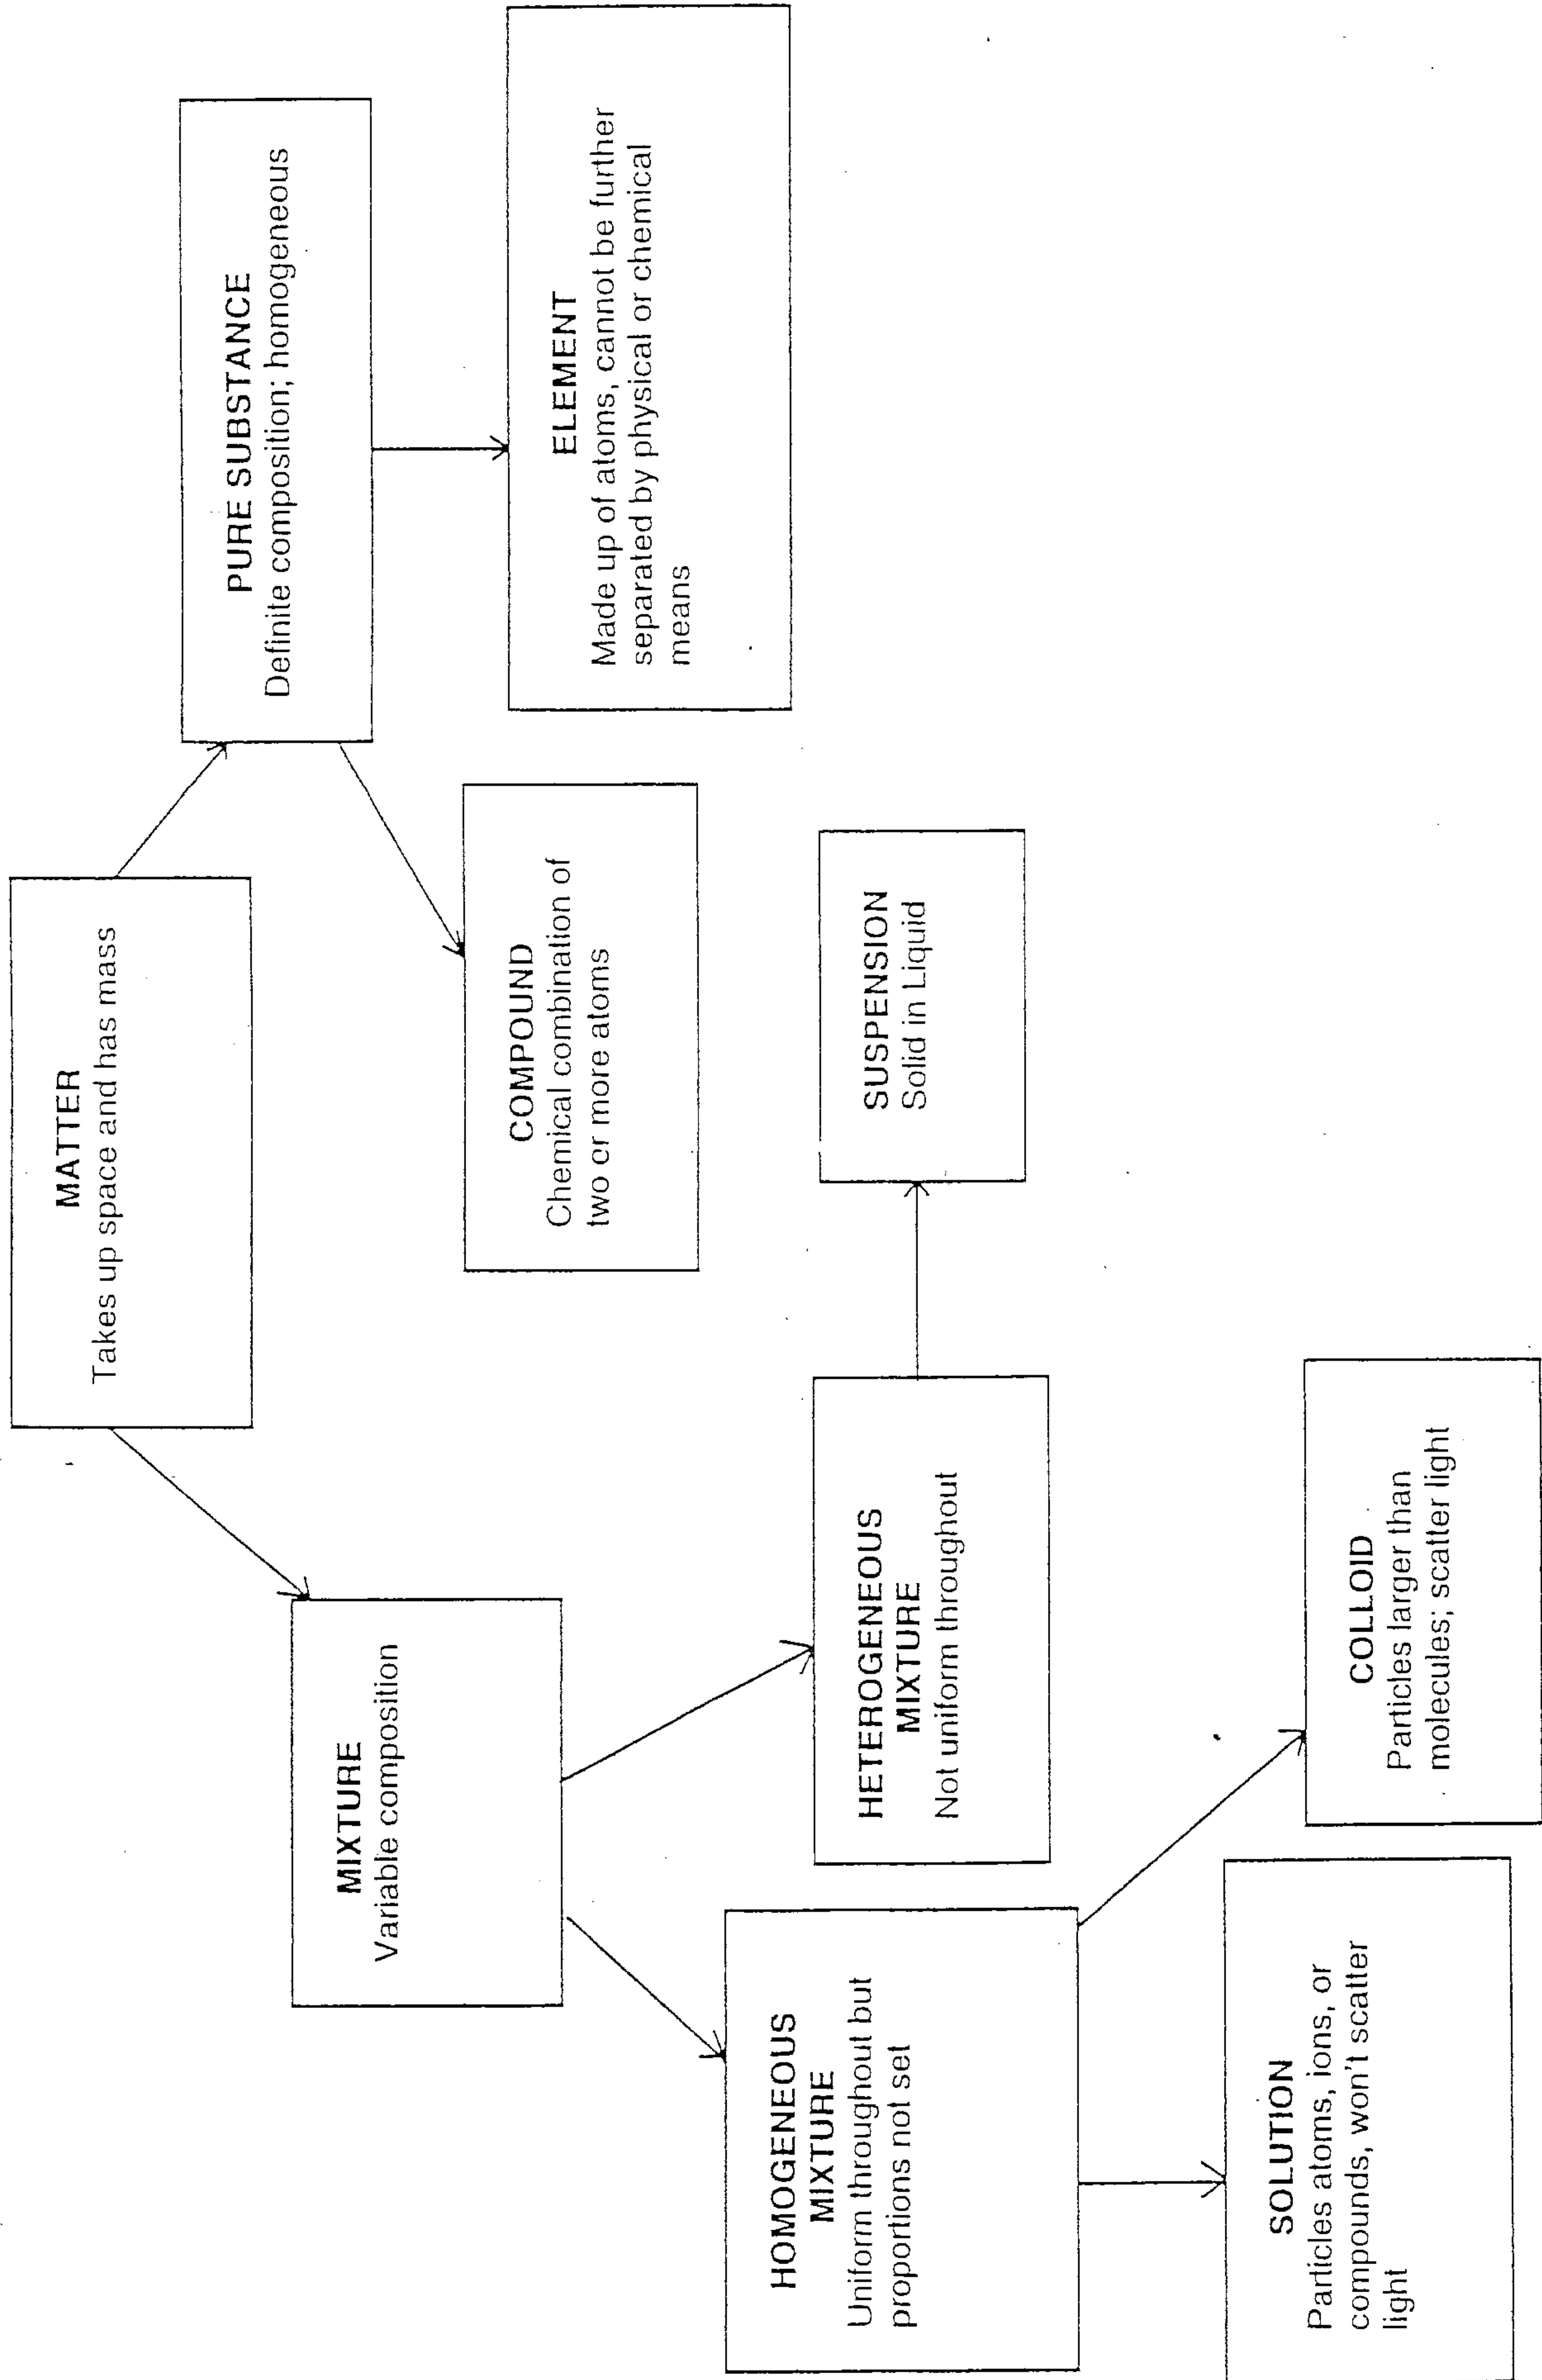 MATTER
Takes up space and has mass
MIXTURE
Variable composition
PURE SUBSTANCE
Definite composition; homogeneous
COMPOUND
Chemical combination of
two or more atoms
ELEMENT
Made up of atoms, cannot be further
separated by physical or chemical
means
HOMOGENEOUS
MIXTURE
Uniform throughout but
proportions not set
HETEROGENEOUS
MIXTURE
Not uniform throughout
SUSPENSION
Solid in Liquid
SOLUTION
Particles atoms, ions, or
compounds, won't scatter
light
COLLOID
Particles larger than
molecules; scatter light